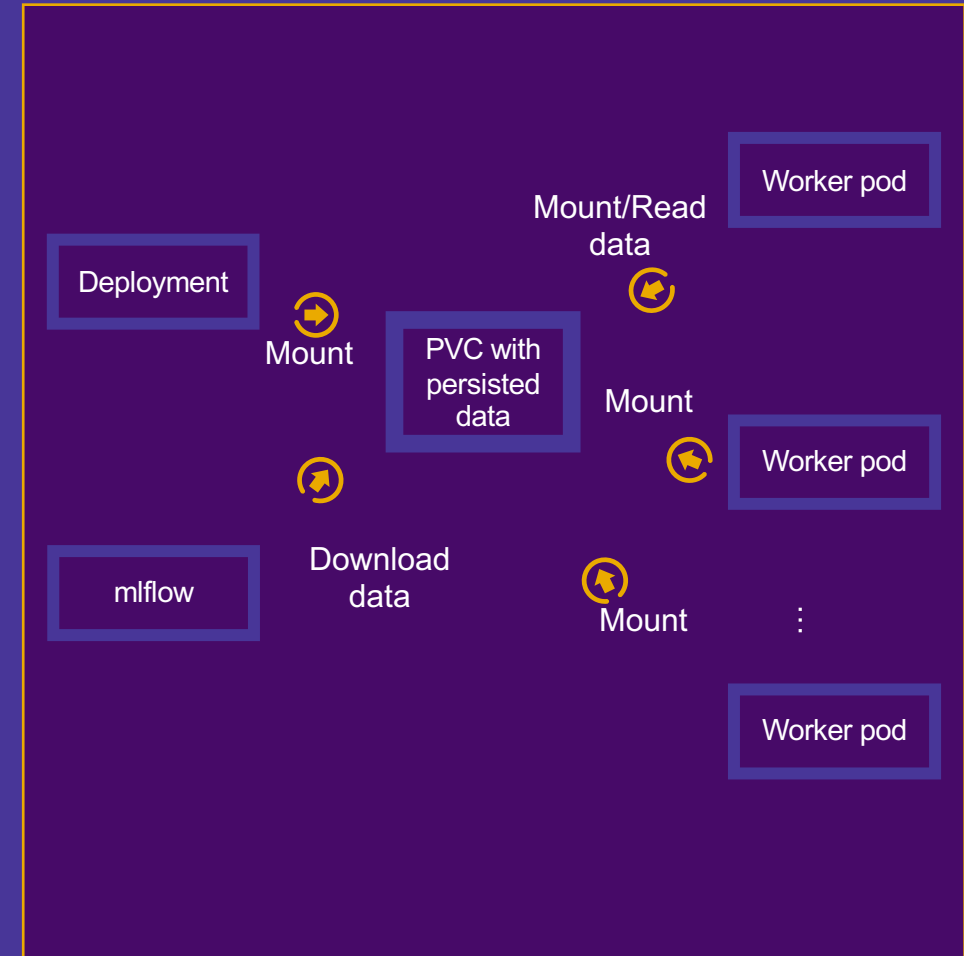 Worker pod
Mount/Read
data
Deployment
Mount
PVC with
persisted
data
Mount
Worker pod
Download
data
mlflow
Mount
⋮
Worker pod